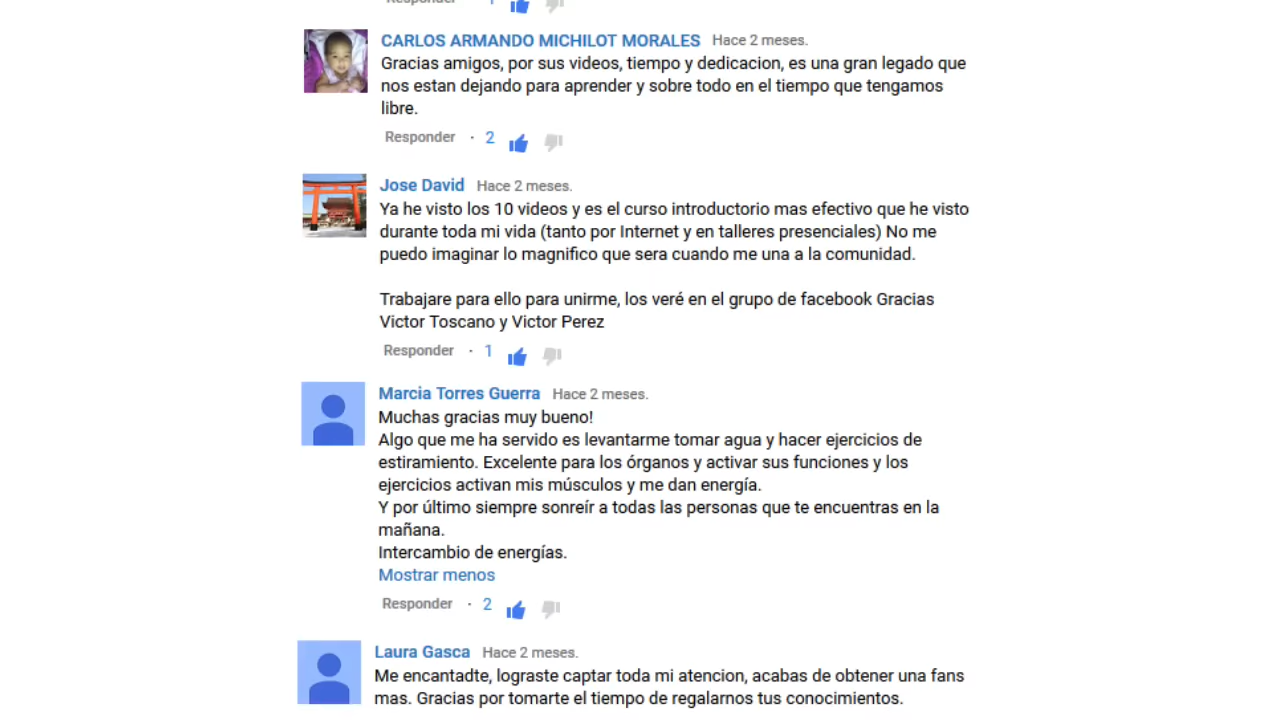 Responder · 1
CARLOS ARMANDO MICHILOT MORALES Hace 2 meses.
Gracias amigos, por sus videos, tiempo y dedicacion, es una gran legado que
nos estan dejando para aprender y sobre todo en el tiempo que tengamos
libre.
Responder · 2
Jose David Hace 2 meses.
Ya he visto los 10 videos y es el curso introductorio mas efectivo que he visto
durante toda mi vida (tanto por Internet y en talleres presenciales) No me
puedo imaginar lo magnifico que sera cuando me una a la comunidad.
Trabajare para ello para unirme, los veré en el grupo de facebook Gracias
Victor Toscano y Victor Perez
Responder · 1
Marcia Torres Guerra Hace 2 meses.
Muchas gracias muy bueno!
Algo que me ha servido es levantarme tomar agua y hacer ejercicios de
estiramiento. Excelente para los órganos y activar sus funciones y los
ejercicios activan mis músculos y me dan energía.
Y por último siempre sonreír a todas las personas que te encuentras en la
mañana.
Intercambio de energías.
Mostrar menos
Responder · 2
Laura Gasca Hace 2 meses.
Me encantadte, lograste captar toda mi atencion, acabas de obtener una fans
mas. Gracias por tomarte el tiempo de regalarnos tus conocimientos.